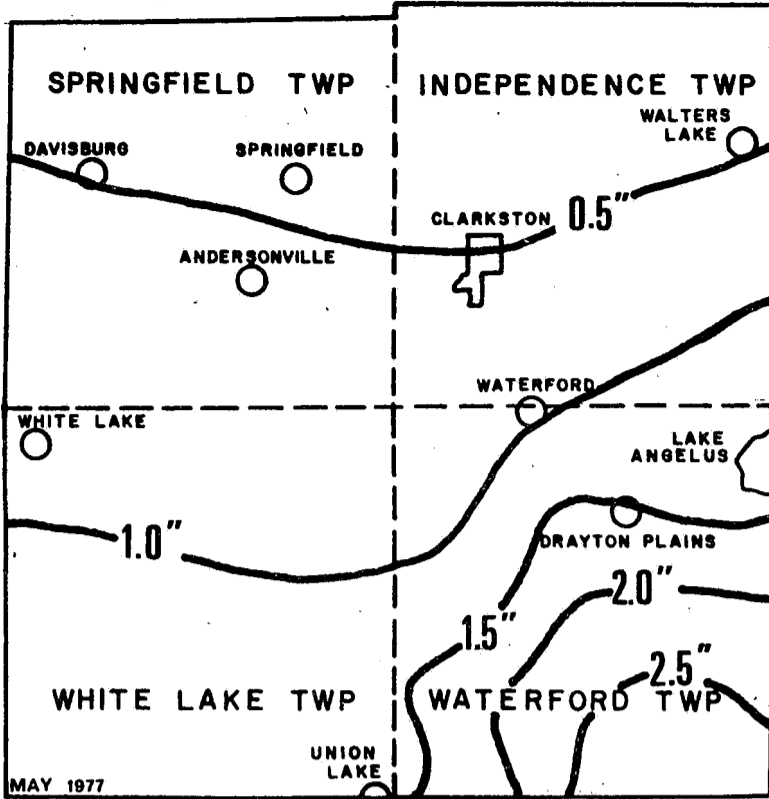 SPRINGFIELD TWP
INDEPENDENCE TWP
WALTERS
LAKE
DAVISBURG
SPRINGFIELD
CLARKSTON
0.5"
ANDERSONVILLE
WATERFORD
WHITE LAKE
LAKE
ANGELUS
1.0"
DRAYTON PLAINS
2.0"
1.5"
2.5"
WHITE LAKE TWP
WATERFORD TWP
UNION
LAKE
MAY 1977